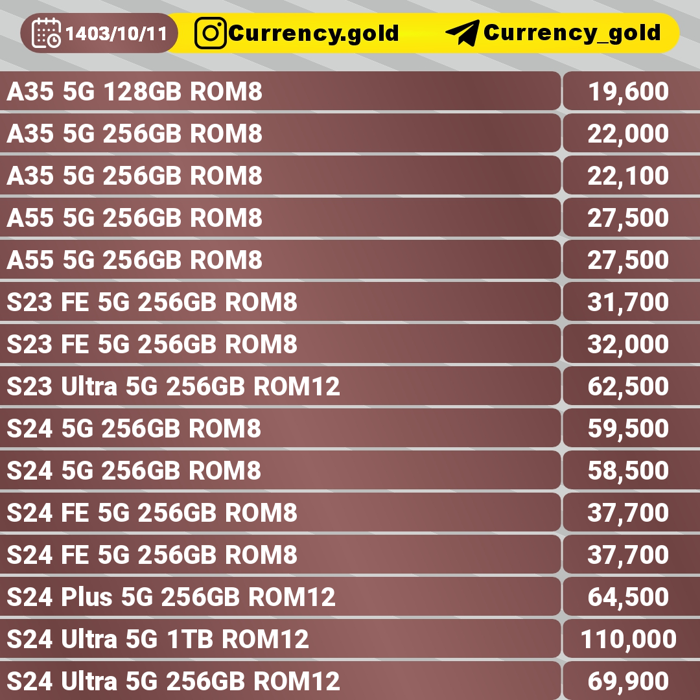 1403/10/11 Currency.gold Currency_gold
A35 5G 128GB ROM8 19,600
A35 5G 256GB ROM8 22,000
A35 5G 256GB ROM8 22,100
A55 5G 256GB ROM8 27,500
A55 5G 256GB ROM8 27,500
S23 FE 5G 256GB ROM8 31,700
S23 FE 5G 256GB ROM8 32,000
S23 Ultra 5G 256GB ROM12 62,500
S24 5G 256GB ROM8 59,500
S24 5G 256GB ROM8 58,500
S24 FE 5G 256GB ROM8 37,700
S24 FE 5G 256GB ROM8 37,700
S24 Plus 5G 256GB ROM12 64,500
S24 Ultra 5G 1TB ROM12 110,000
S24 Ultra 5G 256GB ROM12 69,900